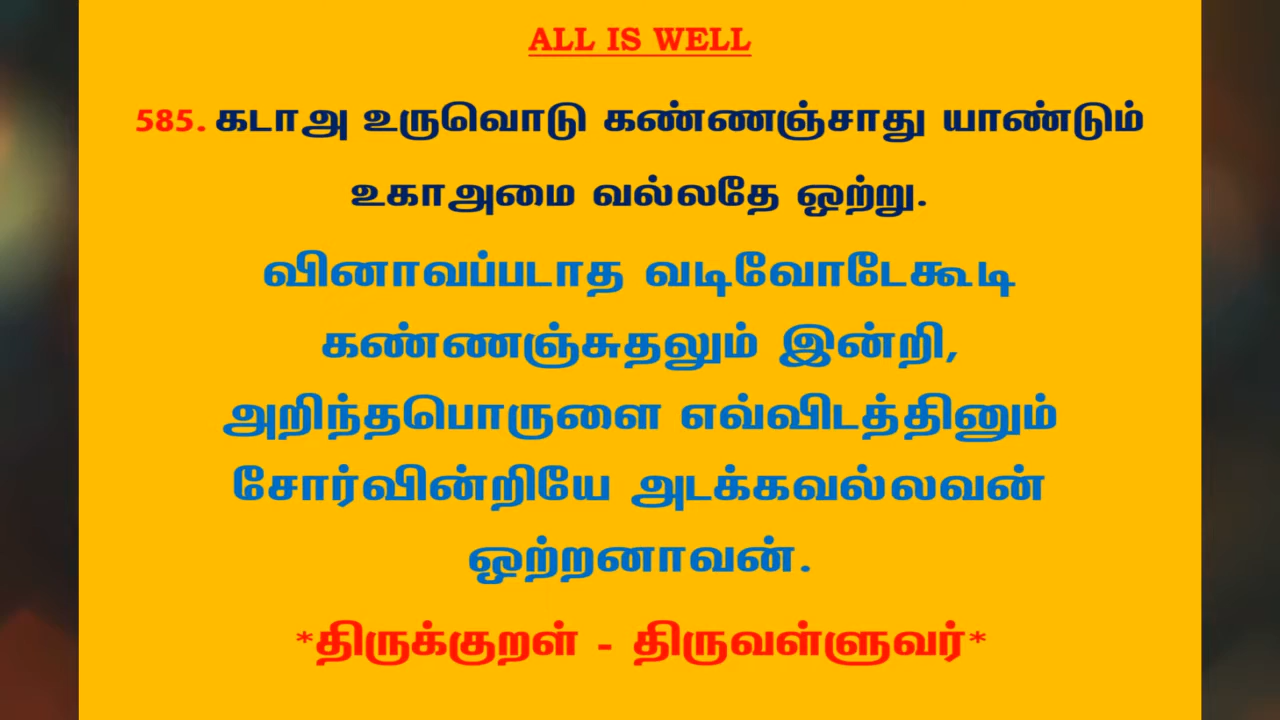 ALL IS WELL
585. கடாஅ உருவொடு கண்ணஞ்சாது யாண்டும்
உகாஅமை வல்லதே ஒற்று.
வினாவப்படாத வடிவோடேகூடி
கண்ணஞ்சுதலும் இன்றி,
அறிந்தபொருளை எவ்விடத்தினும்
சோர்வின்றியே அடக்கவல்லவன்
ஒற்றனாவன்.
*திருக்குறள் - திருவள்ளுவர்*